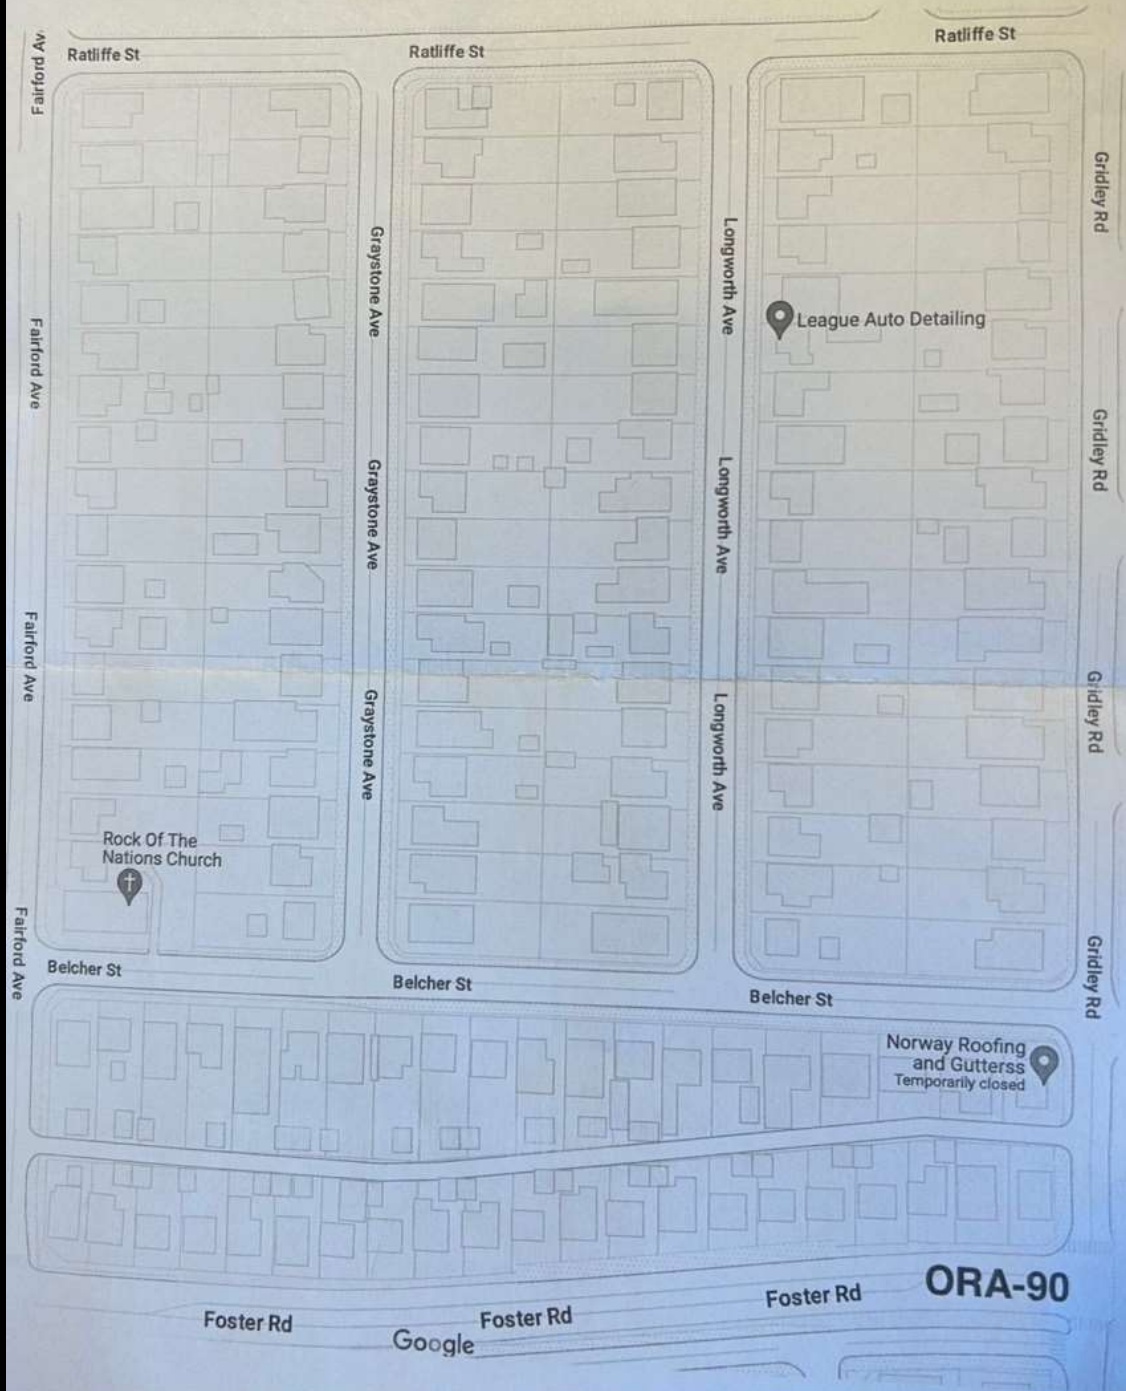 Ratliffe St
Ratliffe St
Ratliffe St
Fairford Av
Gridley Rd
Graystone Ave
Longworth Ave
League Auto Detailing
Fairford Ave
Gridley Rd
Graystone Ave
Longworth Ave
Fairford Ave
Gridley Rd
Graystone Ave
Longworth Ave
Rock Of The
Nations Church
Fairford Ave
Gridley Rd
Belcher St
Belcher St
Belcher St
Norway Roofing
and Gutterss
Temporarily closed
ORA-90
Foster Rd
Foster Rd
Foster Rd
Google